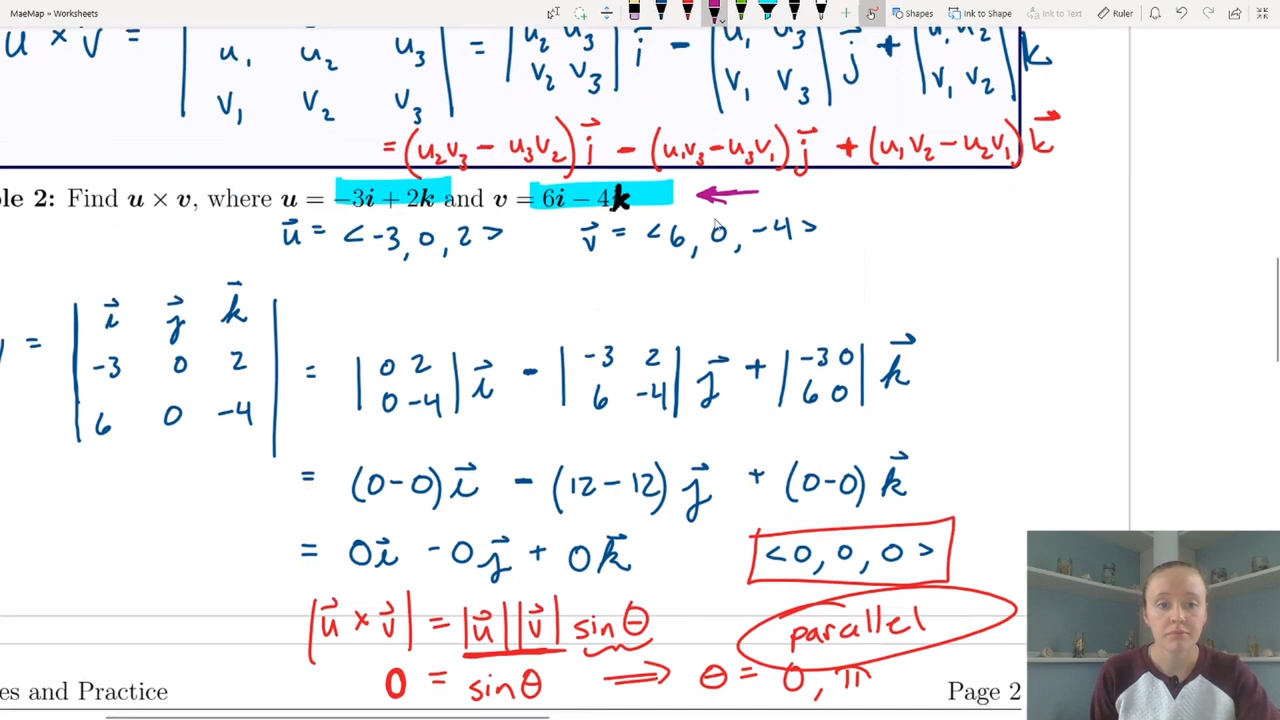 MaeMap » Worksheets
Shapes Ink to Shape Ink to Text Ruler
u × v = | u₁ u₂ u₃ | = | u₂ u₃ | i - | u₁ u₃ | j + | u₁ u₂ | k
v₁ v₂ v₃ v₂ v₃ v₁ v₃ v₁ v₂
= (u₂v₃ - u₃v₂) i - (u₁v₃ - u₃v₁) j + (u₁v₂ - u₂v₁) k
ple 2: Find u × v, where u = −3i + 2k and v = 6i − 4k
u = <-3, 0, 2> v = <6, 0, -4>
i j k
= -3 0 2 = | 0 2 | i - | -3 2 | j + | -3 0 | k
6 0 -4 0 -4 6 -4 6 0
= (0-0) i - (12-12) j + (0-0) k
= 0i - 0j + 0k <0, 0, 0>
|u × v| = |u||v| sin θ parallel
0 = sin θ ⟹ θ = 0, π
es and Practice Page 2